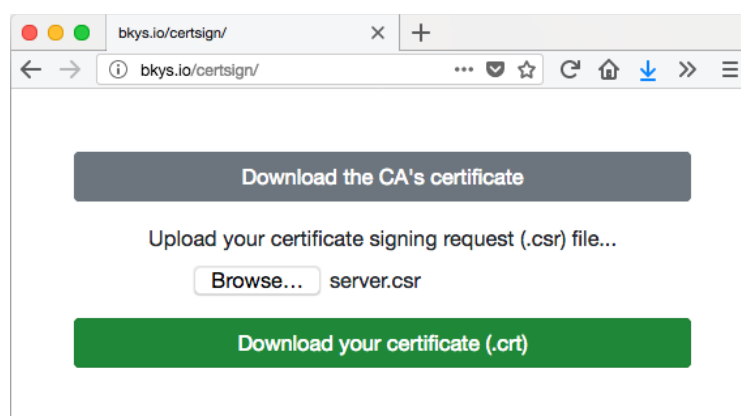 bkys.io/certsign/
bkys.io/certsign/
Download the CA's certificate
Upload your certificate signing request (.csr) file...
Browse... server.csr
Download your certificate (.crt)